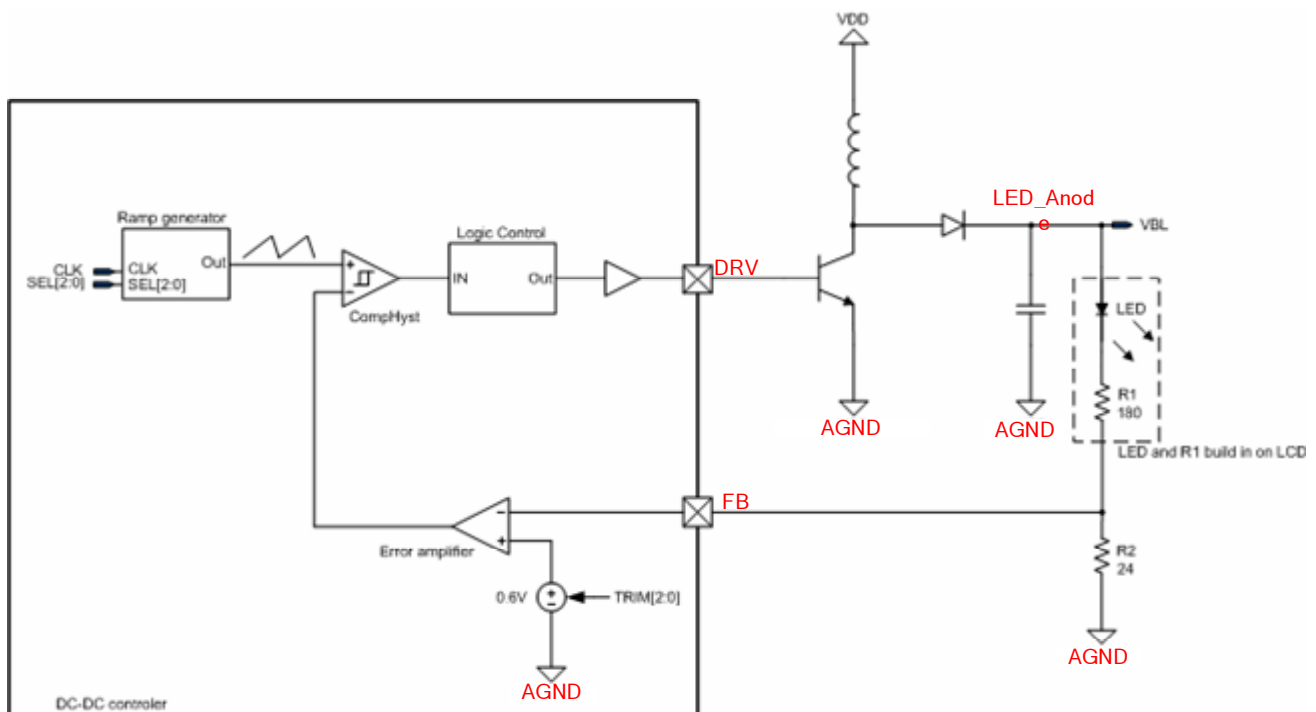 VDD
LED_Anod
e
VBL
Ramp generator
CLK
SEL[2:0]
CLK
SEL[2:0]
Out
+
−
CompHyst
Logic Control
IN
Out
DRV
LED
R1
180
AGND
AGND
LED and R1 build in on LCD
FB
−
+
Error amplifier
0.6V
+
−
TRIM[2:0]
R2
24
AGND
AGND
DC-DC controler